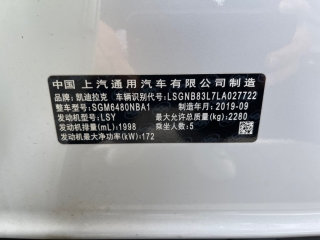 中国 上汽通用汽车有限公司制造
品牌: 凯迪拉克 车辆识别代号: LSGNB83L7LA027722
整车型号: SGM6480NBA1 制造年月: 2019-09
发动机型号: LSY 最大允许总质量(kg): 2280
发动机排量(mL): 1998 乘坐人数: 5
发动机最大净功率(kW): 172